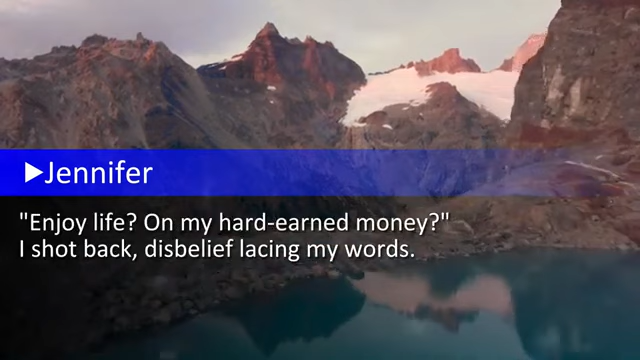 ▶Jennifer
"Enjoy life? On my hard-earned money?"
I shot back, disbelief lacing my words.